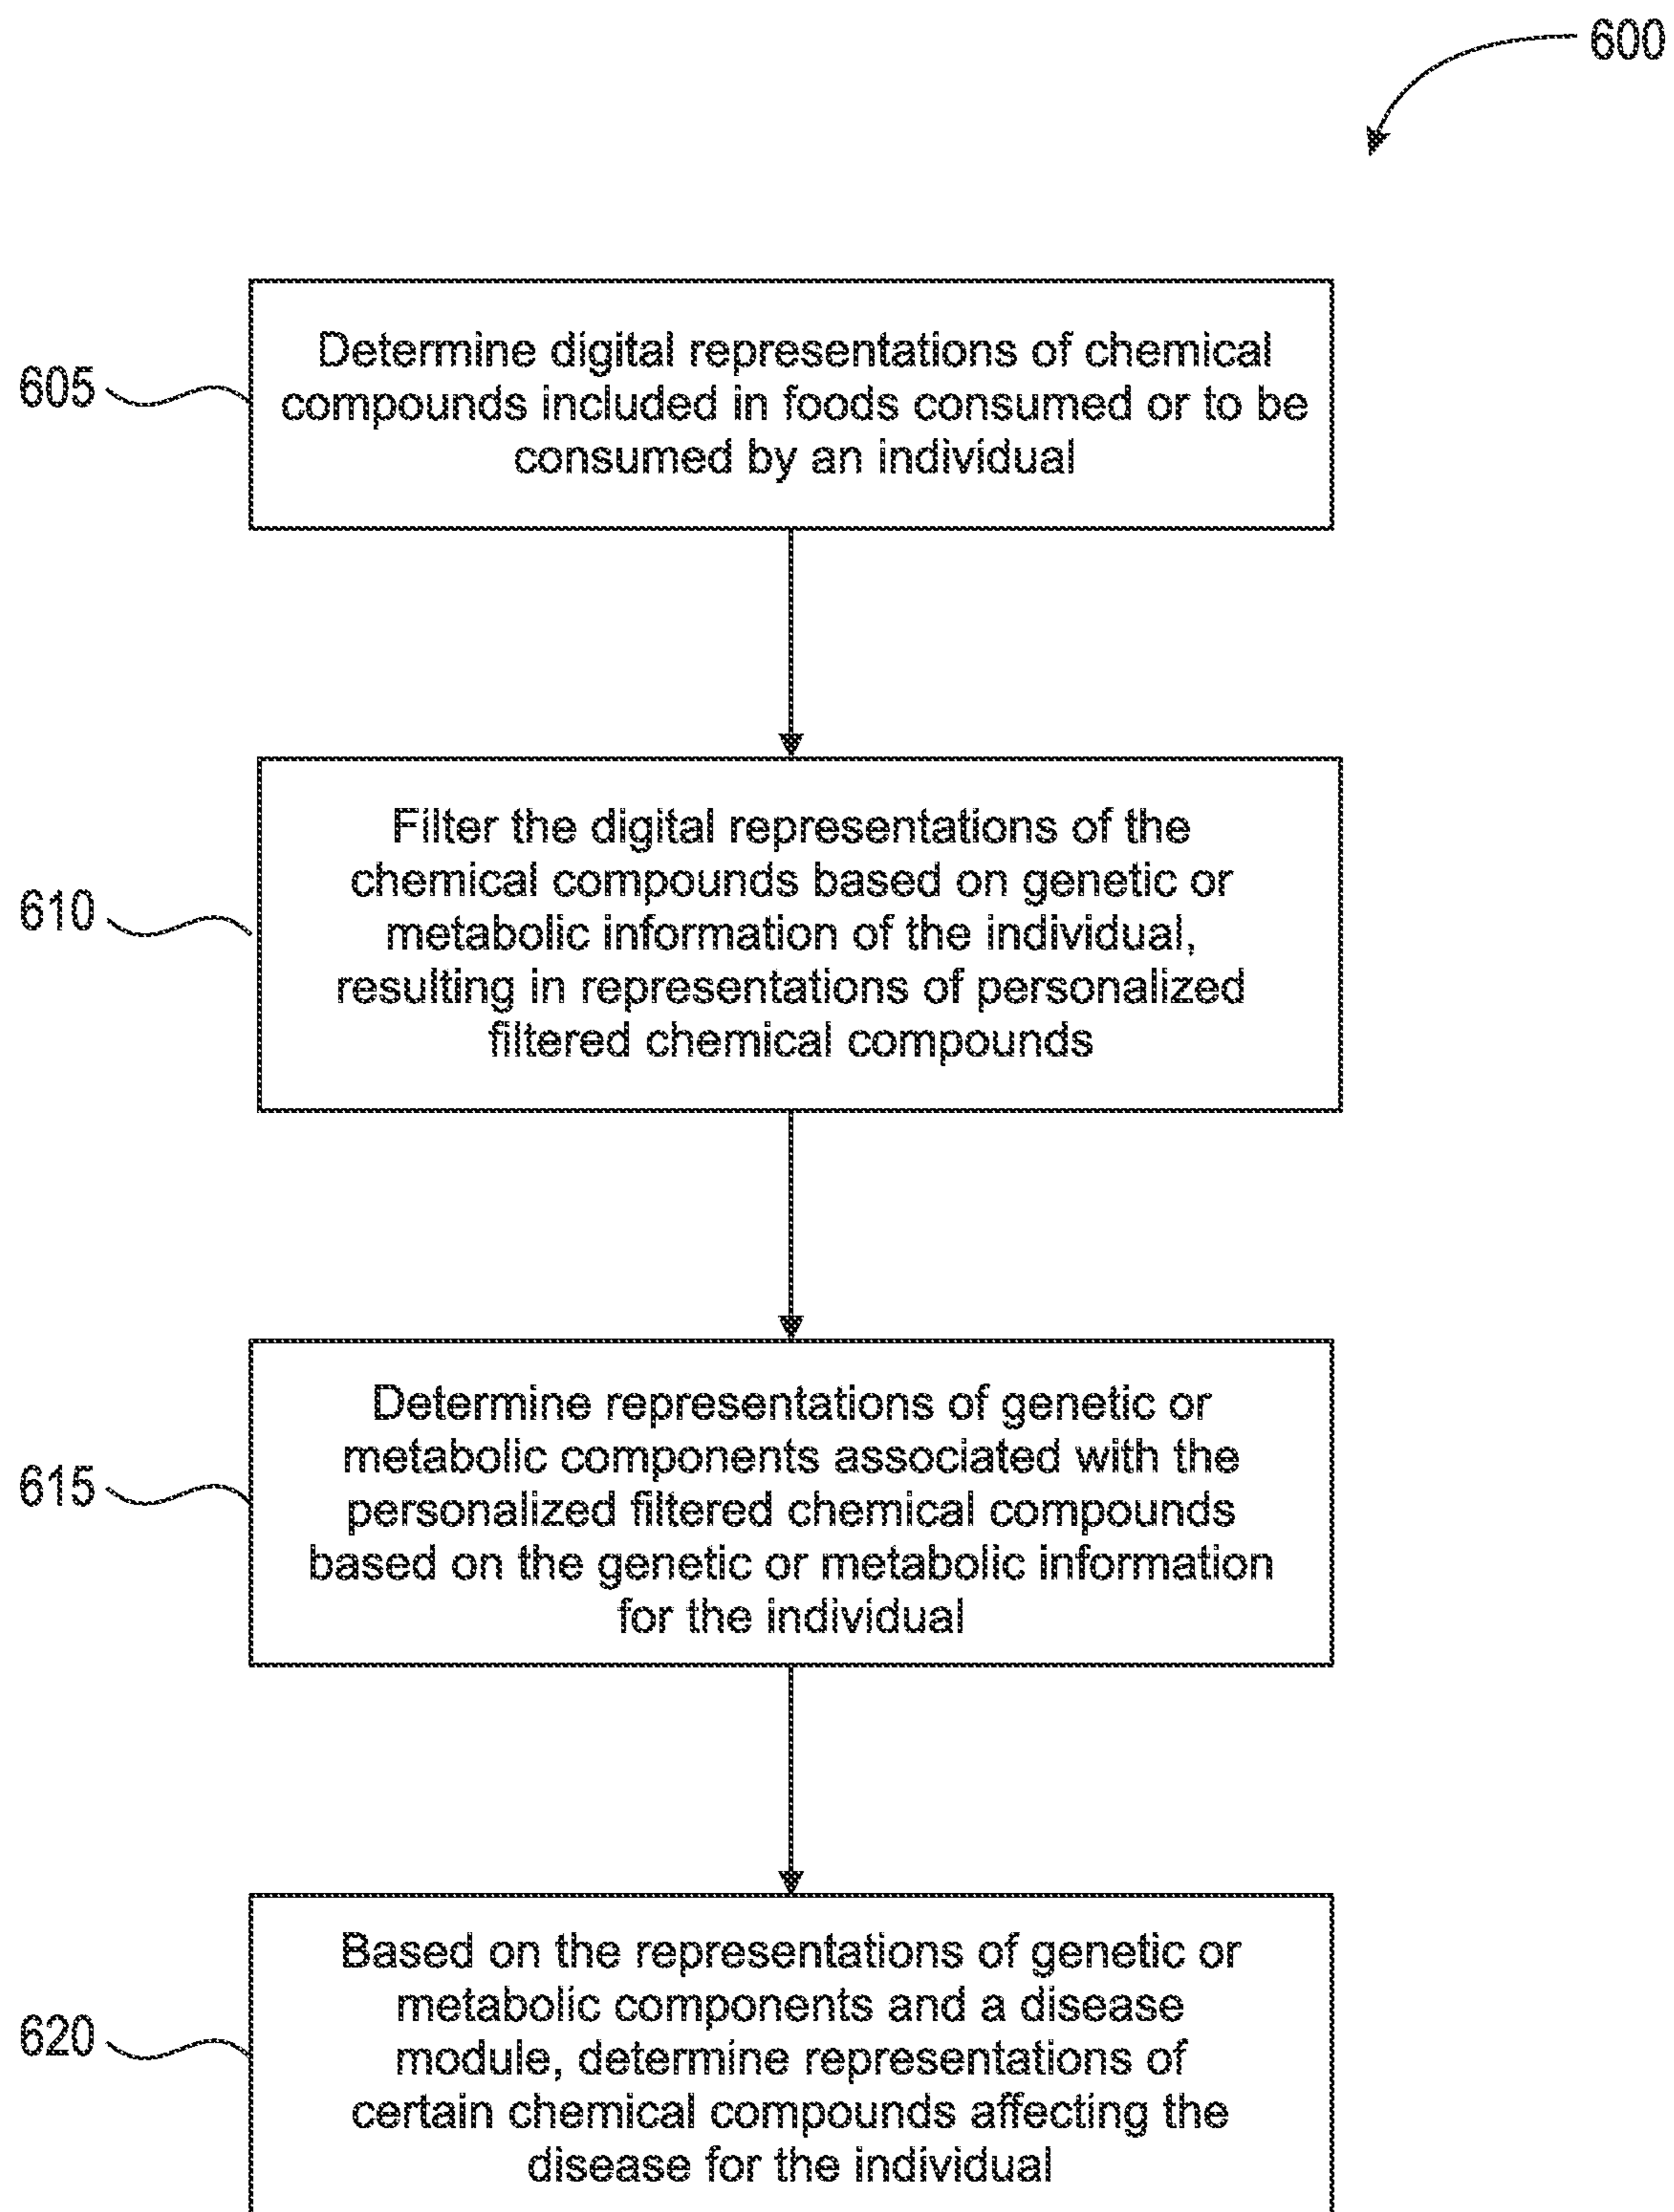 600
605
Determine digital representations of chemical
compounds included in foods consumed or to be
consumed by an individual
610
Filter the digital representations of the
chemical compounds based on genetic or
metabolic information of the individual,
resulting in representations of personalized
filtered chemical compounds
615
Determine representations of genetic or
metabolic components associated with the
personalized filtered chemical compounds
based on the genetic or metabolic information
for the individual
620
Based on the representations of genetic or
metabolic components and a disease
module, determine representations of
certain chemical compounds affecting the
disease for the individual